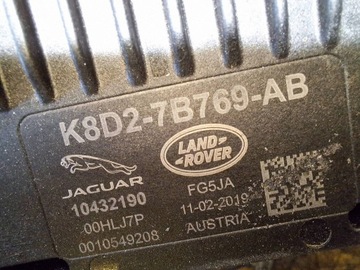 K8D2-7B769-AB
JAGUAR
LAND-
ROVER
10432190
00HLJ7P
0010549208
FG5JA
11-02-2019
AUSTRIA